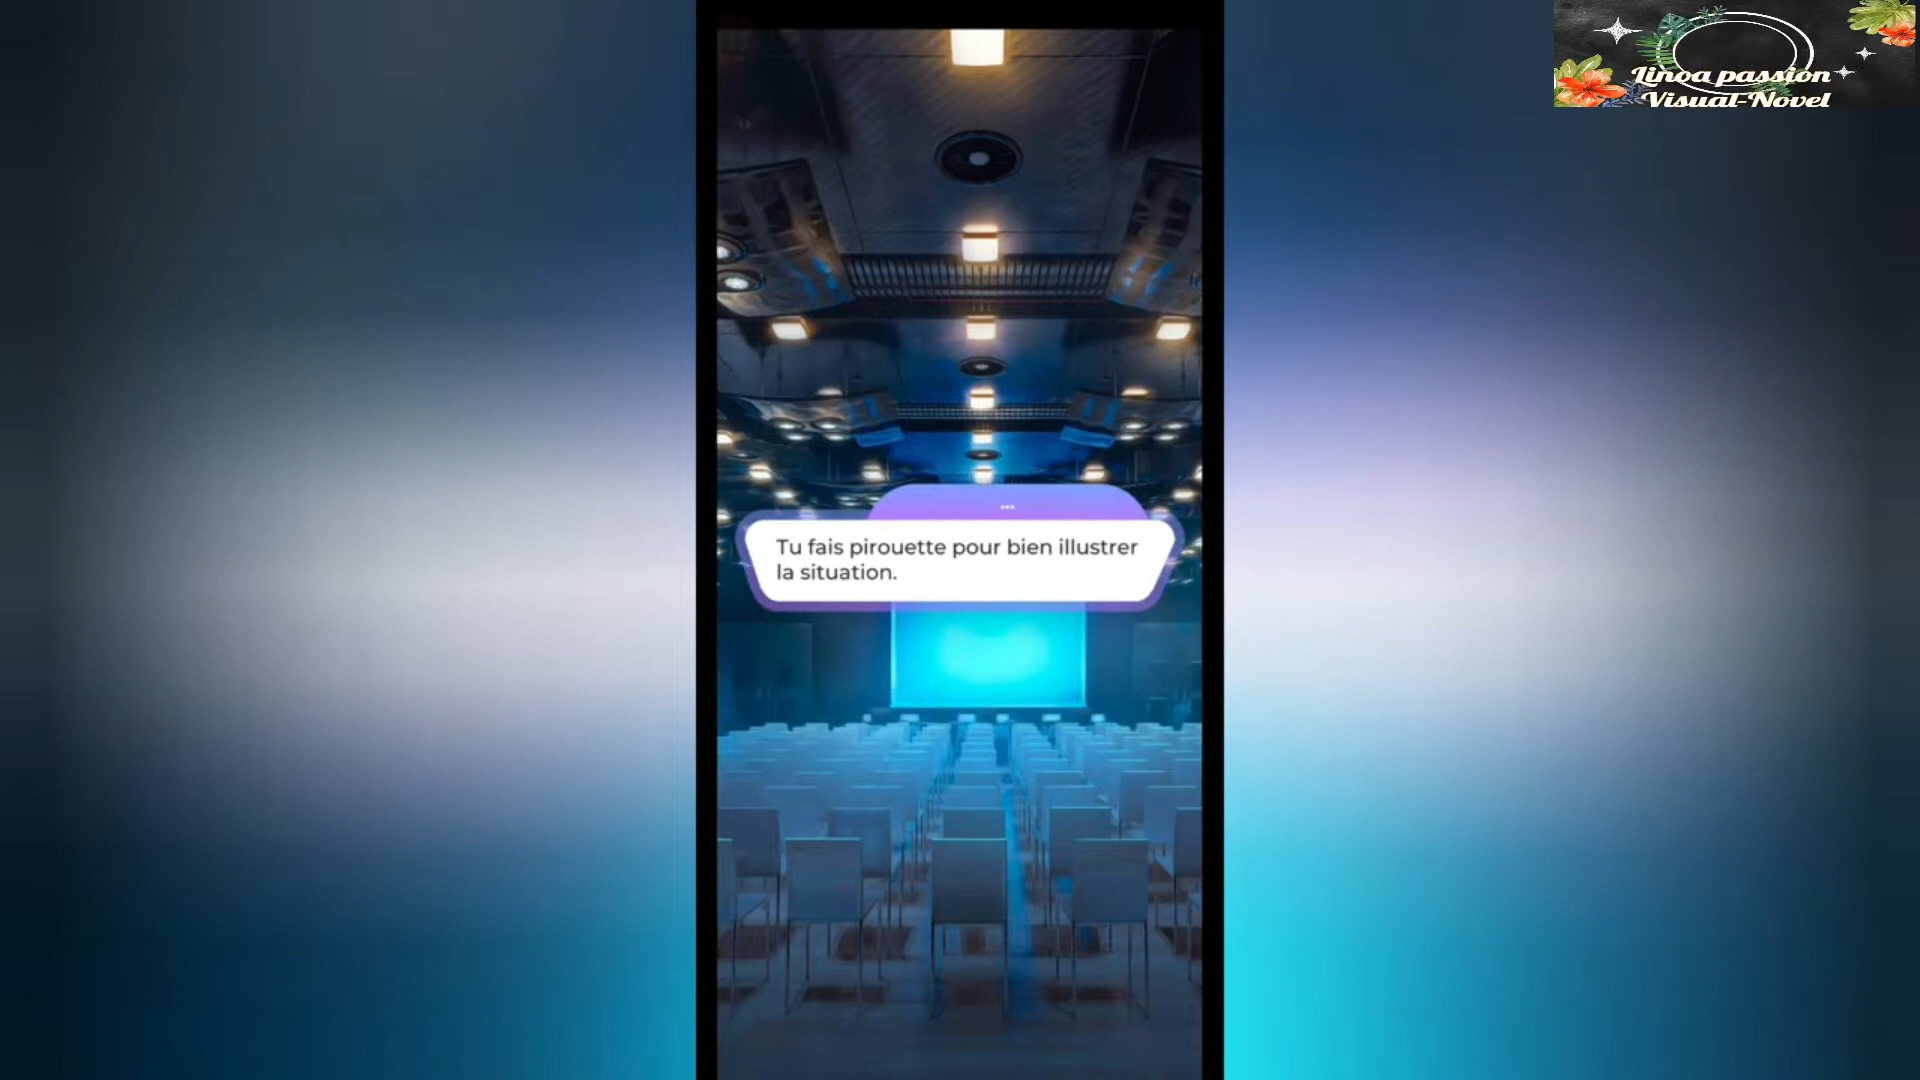 Linoa passion
Visual-Novel
...
Tu fais pirouette pour bien illustrer
la situation.